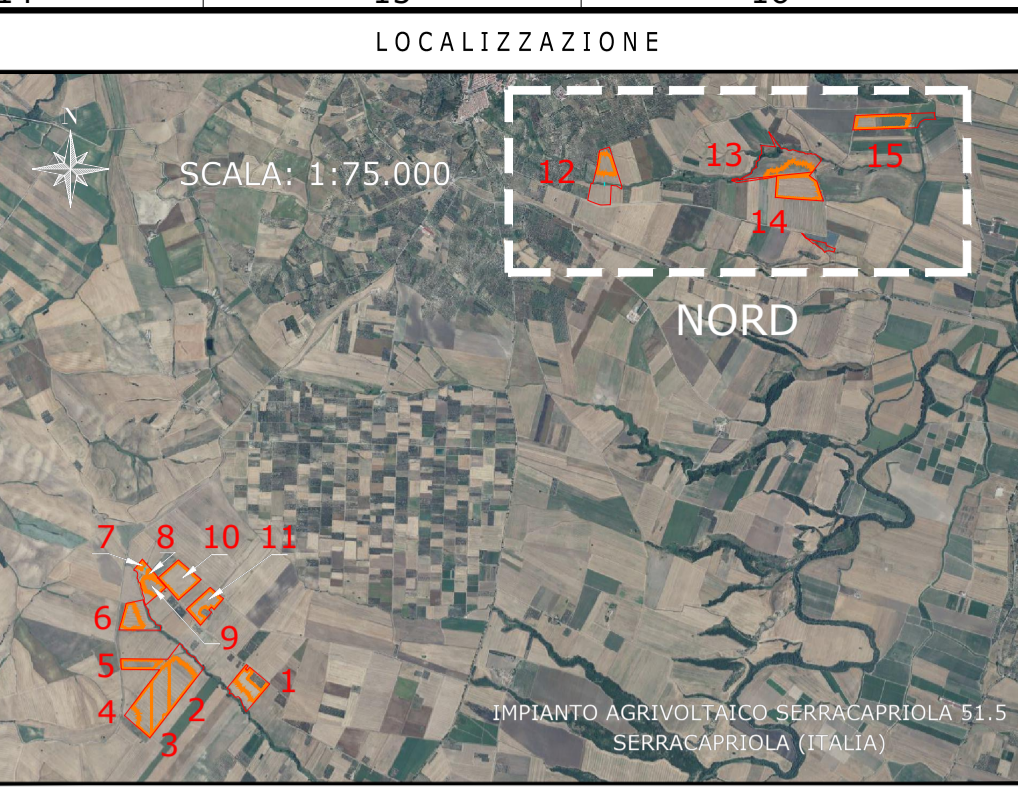 LOCALIZZAZIONE
N
SCALA: 1:75.000
12
13
14
15
NORD
7
8
10
11
6
9
5
1
4
2
3
IMPIANTO AGRIVOLTAICO SERRACAPRIOLA 51.5
SERRACAPRIOLA (ITALIA)